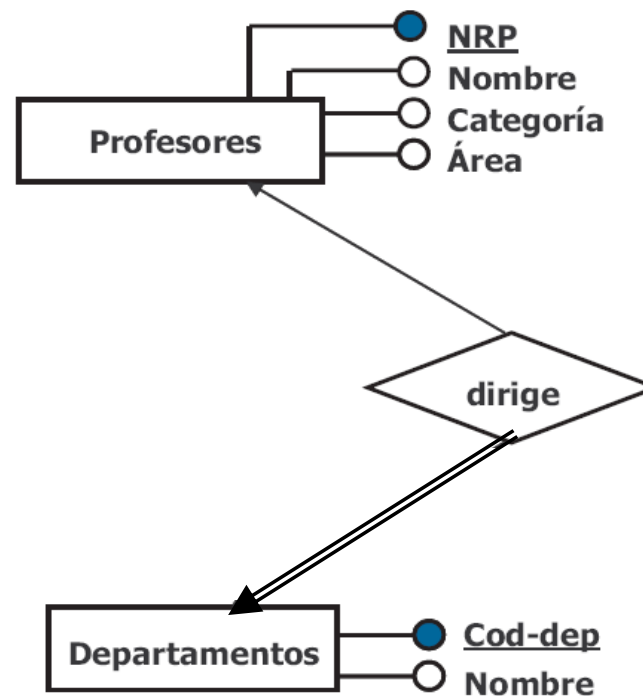 NRP
Nombre
Categoría
Área
Profesores
dirige
Departamentos
Cod-dep
Nombre